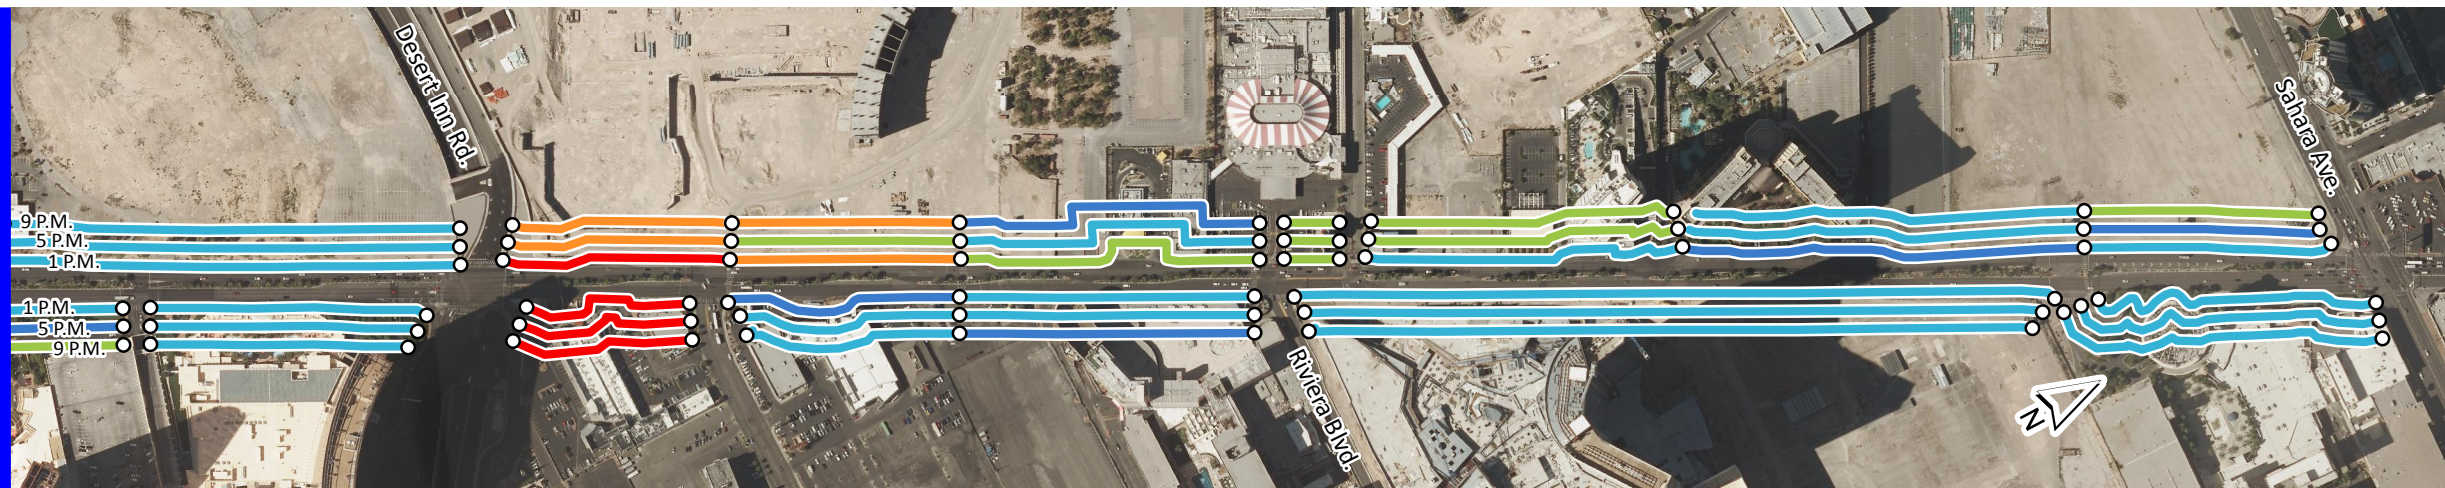 Desert Inn Rd.
Sahara Ave.
9 P.M.
5 P.M.
1 P.M.
1 P.M.
5 P.M.
9 P.M.
Riviera Blvd.
N